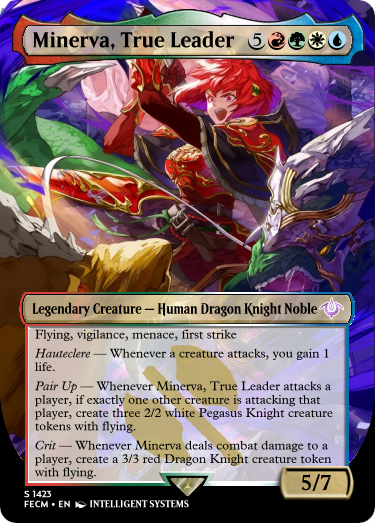 Minerva, True Leader 5
Legendary Creature — Human Dragon Knight Noble
Flying, vigilance, menace, first strike
Hauteclere — Whenever a creature attacks, you gain 1
life.
Pair Up — Whenever Minerva, True Leader attacks a
player, if exactly one other creature is attacking that
player, create three 2/2 white Pegasus Knight creature
tokens with flying.
Crit — Whenever Minerva deals combat damage to a
player, create a 3/3 red Dragon Knight creature token
with flying.
5/7
S 1423
FECM • EN INTELLIGENT SYSTEMS